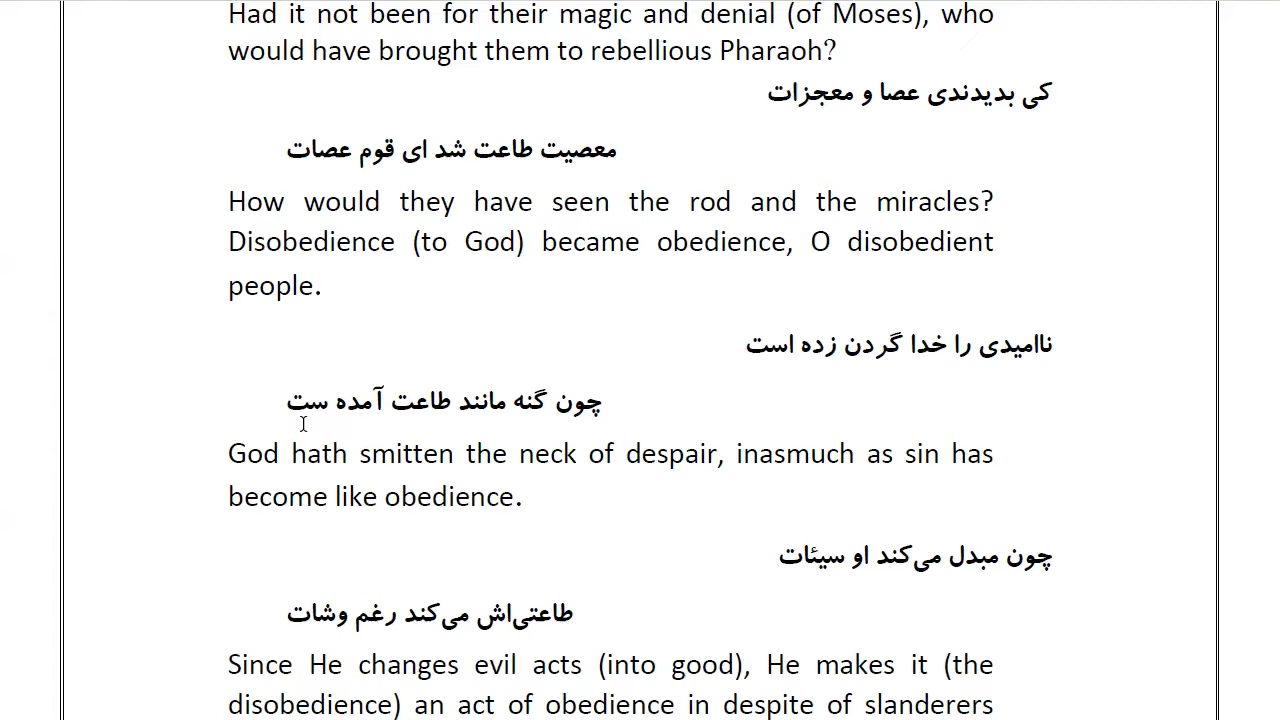 Had it not been for their magic and denial (of Moses), who
would have brought them to rebellious Pharaoh?
کی بدیدندی عصا و معجزات
معصیت طاعت شد ای قوم عصات
How would they have seen the rod and the miracles?
Disobedience (to God) became obedience, O disobedient
people.
ناامیدی را خدا گردن زده است
چون گنه مانند طاعت آمده ست
God hath smitten the neck of despair, inasmuch as sin has
become like obedience.
چون مبدل می‌کند او سیئات
طاعتی‌اش می‌کند رغم وشات
Since He changes evil acts (into good), He makes it (the
disobedience) an act of obedience in despite of slanderers